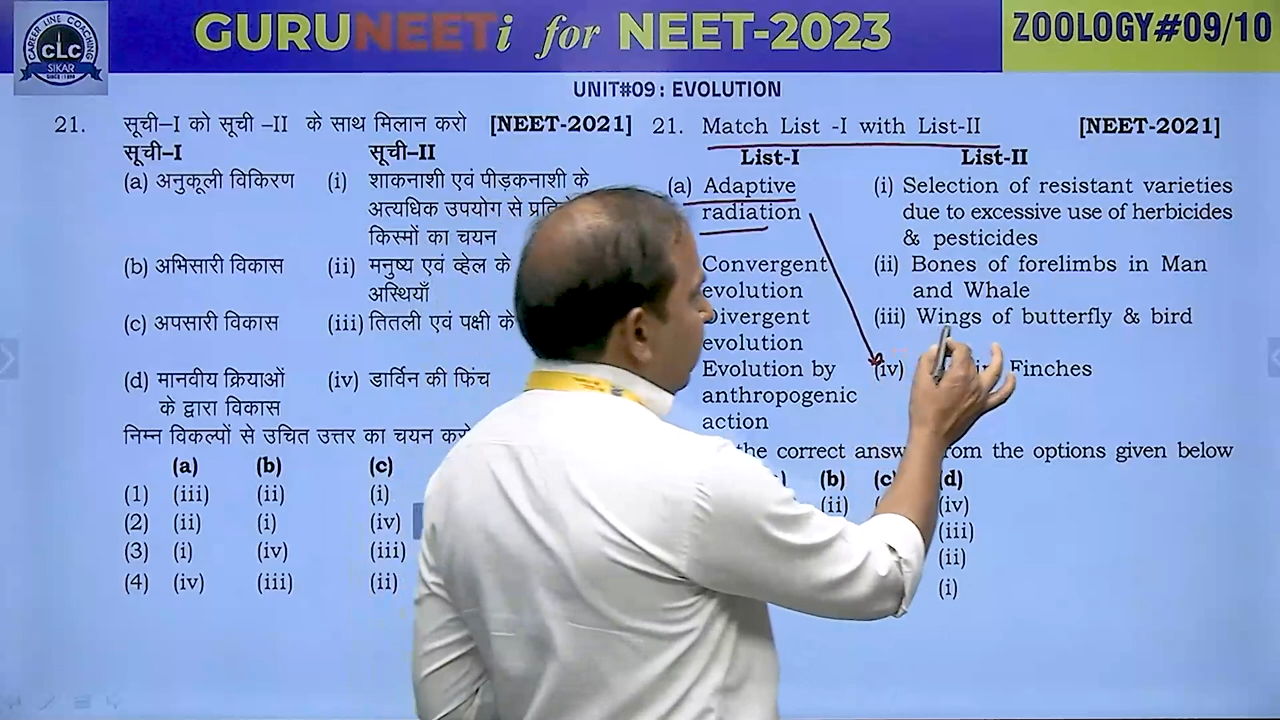 CAREER LINE COACHING
CLC
SIKAR
SINCE : 1996
GURUNEETi for NEET-2023
ZOOLOGY#09/10
UNIT#09 : EVOLUTION
21. सूची–I को सूची –II के साथ मिलान करो [NEET-2021]
सूची–I सूची–II
(a) अनुकूली विकिरण (i) शाकनाशी एवं पीड़कनाशी के
अत्यधिक उपयोग से
किस्मों का चयन
(b) अभिसारी विकास (ii) मनुष्य एवं व्हेल के
अस्थियाँ
(c) अपसारी विकास (iii) तितली एवं पक्षी के
(d) मानवीय क्रियाओं (iv) डार्विन की फिंच
के द्वारा विकास
निम्न विकल्पों से उचित उत्तर का चयन करो
(a) (b) (c)
(1) (iii) (ii) (i)
(2) (ii) (i) (iv)
(3) (i) (iv) (iii)
(4) (iv) (iii) (ii)
21. Match List -I with List-II [NEET-2021]
List-I List-II
(a) Adaptive (i) Selection of resistant varieties
radiation due to excessive use of herbicides
& pesticides
Convergent (ii) Bones of forelimbs in Man
evolution and Whale
Divergent (iii) Wings of butterfly & bird
evolution
Evolution by (iv) Finches
anthropogenic
action
the correct from the options given below
(b) (c) (d)
(ii) (iv)
(iii)
(ii)
(i)